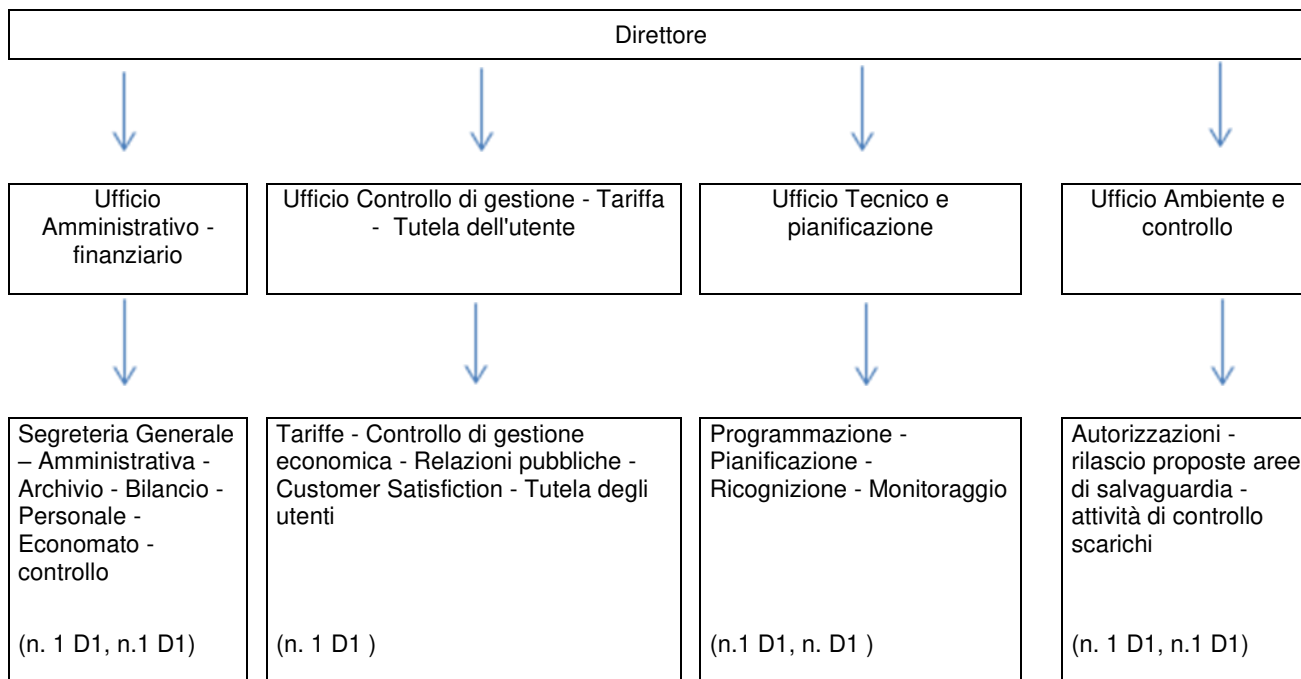 Direttore
Ufficio
Amministrativo -
finanziario
Ufficio Controllo di gestione - Tariffa
- Tutela dell'utente
Ufficio Tecnico e
pianificazione
Ufficio Ambiente e
controllo
Segreteria Generale
– Amministrativa -
Archivio - Bilancio -
Personale -
Economato -
controllo
(n. 1 D1, n.1 D1)
Tariffe - Controllo di gestione
economica - Relazioni pubbliche -
Customer Satisfiction - Tutela degli
utenti
(n. 1 D1 )
Programmazione -
Pianificazione -
Ricognizione - Monitoraggio
(n.1 D1, n. D1 )
Autorizzazioni -
rilascio proposte aree
di salvaguardia -
attività di controllo
scarichi
(n. 1 D1, n.1 D1)